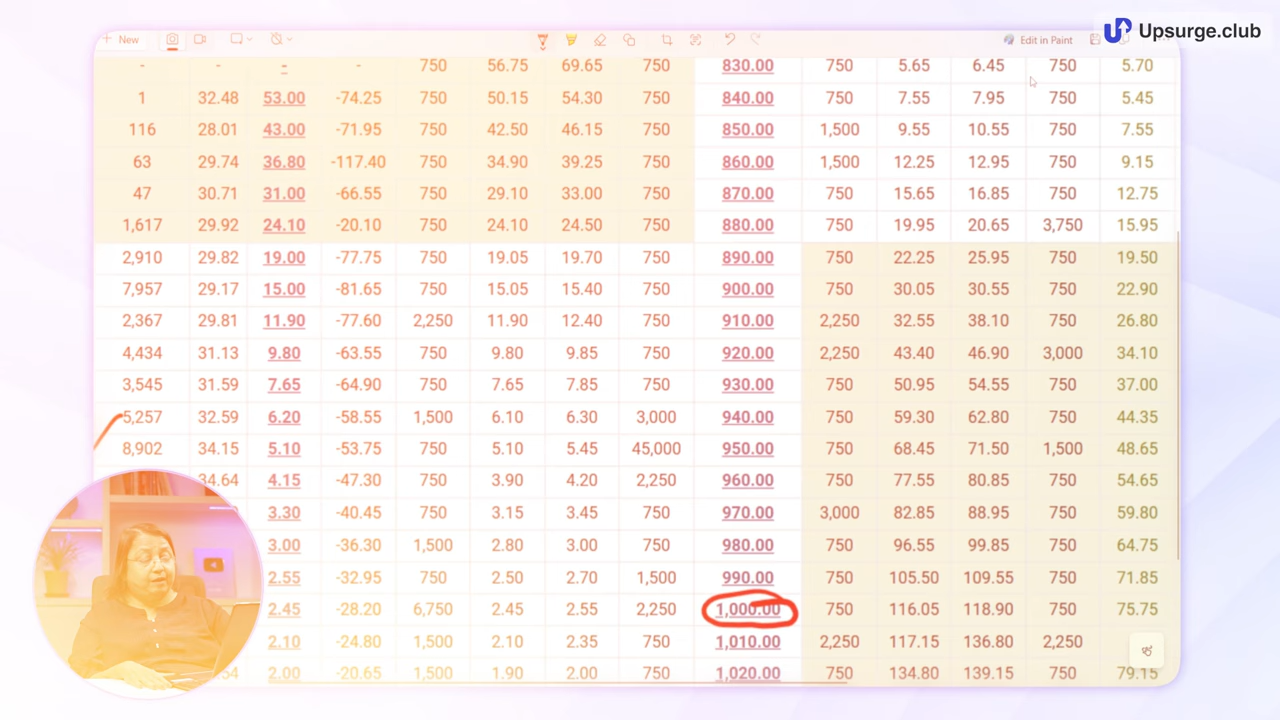 Upsurge.club
New Edit in Paint
- - - - 750 56.75 69.65 750 830.00 750 5.65 6.45 750 5.70
1 32.48 53.00 -74.25 750 50.15 54.30 750 840.00 750 7.55 7.95 750 5.45
116 28.01 43.00 -71.95 750 42.50 46.15 750 850.00 1,500 9.55 10.55 750 7.55
63 29.74 36.80 -117.40 750 34.90 39.25 750 860.00 1,500 12.25 12.95 750 9.15
47 30.71 31.00 -66.55 750 29.10 33.00 750 870.00 750 15.65 16.85 750 12.75
1,617 29.92 24.10 -20.10 750 24.10 24.50 750 880.00 750 19.95 20.65 3,750 15.95
2,910 29.82 19.00 -77.75 750 19.05 19.70 750 890.00 750 22.25 25.95 750 19.50
7,957 29.17 15.00 -81.65 750 15.05 15.40 750 900.00 750 30.05 30.55 750 22.90
2,367 29.81 11.90 -77.60 2,250 11.90 12.40 750 910.00 2,250 32.55 38.10 750 26.80
4,434 31.13 9.80 -63.55 750 9.80 9.85 750 920.00 2,250 43.40 46.90 3,000 34.10
3,545 31.59 7.65 -64.90 750 7.65 7.85 750 930.00 750 50.95 54.55 750 37.00
5,257 32.59 6.20 -58.55 1,500 6.10 6.30 3,000 940.00 750 59.30 62.80 750 44.35
8,902 34.15 5.10 -53.75 750 5.10 5.45 45,000 950.00 750 68.45 71.50 1,500 48.65
34.64 4.15 -47.30 750 3.90 4.20 2,250 960.00 750 77.55 80.85 750 54.65
3.30 -40.45 750 3.15 3.45 750 970.00 3,000 82.85 88.95 750 59.80
3.00 -36.30 1,500 2.80 3.00 750 980.00 750 96.55 99.85 750 64.75
2.55 -32.95 750 2.50 2.70 1,500 990.00 750 105.50 109.55 750 71.85
2.45 -28.20 6,750 2.45 2.55 2,250 1,000.00 750 116.05 118.90 750 75.75
2.10 -24.80 1,500 2.10 2.35 750 1,010.00 2,250 117.15 136.80 2,250
2.00 -20.65 1,500 1.90 2.00 750 1,020.00 750 134.80 139.15 750 79.15